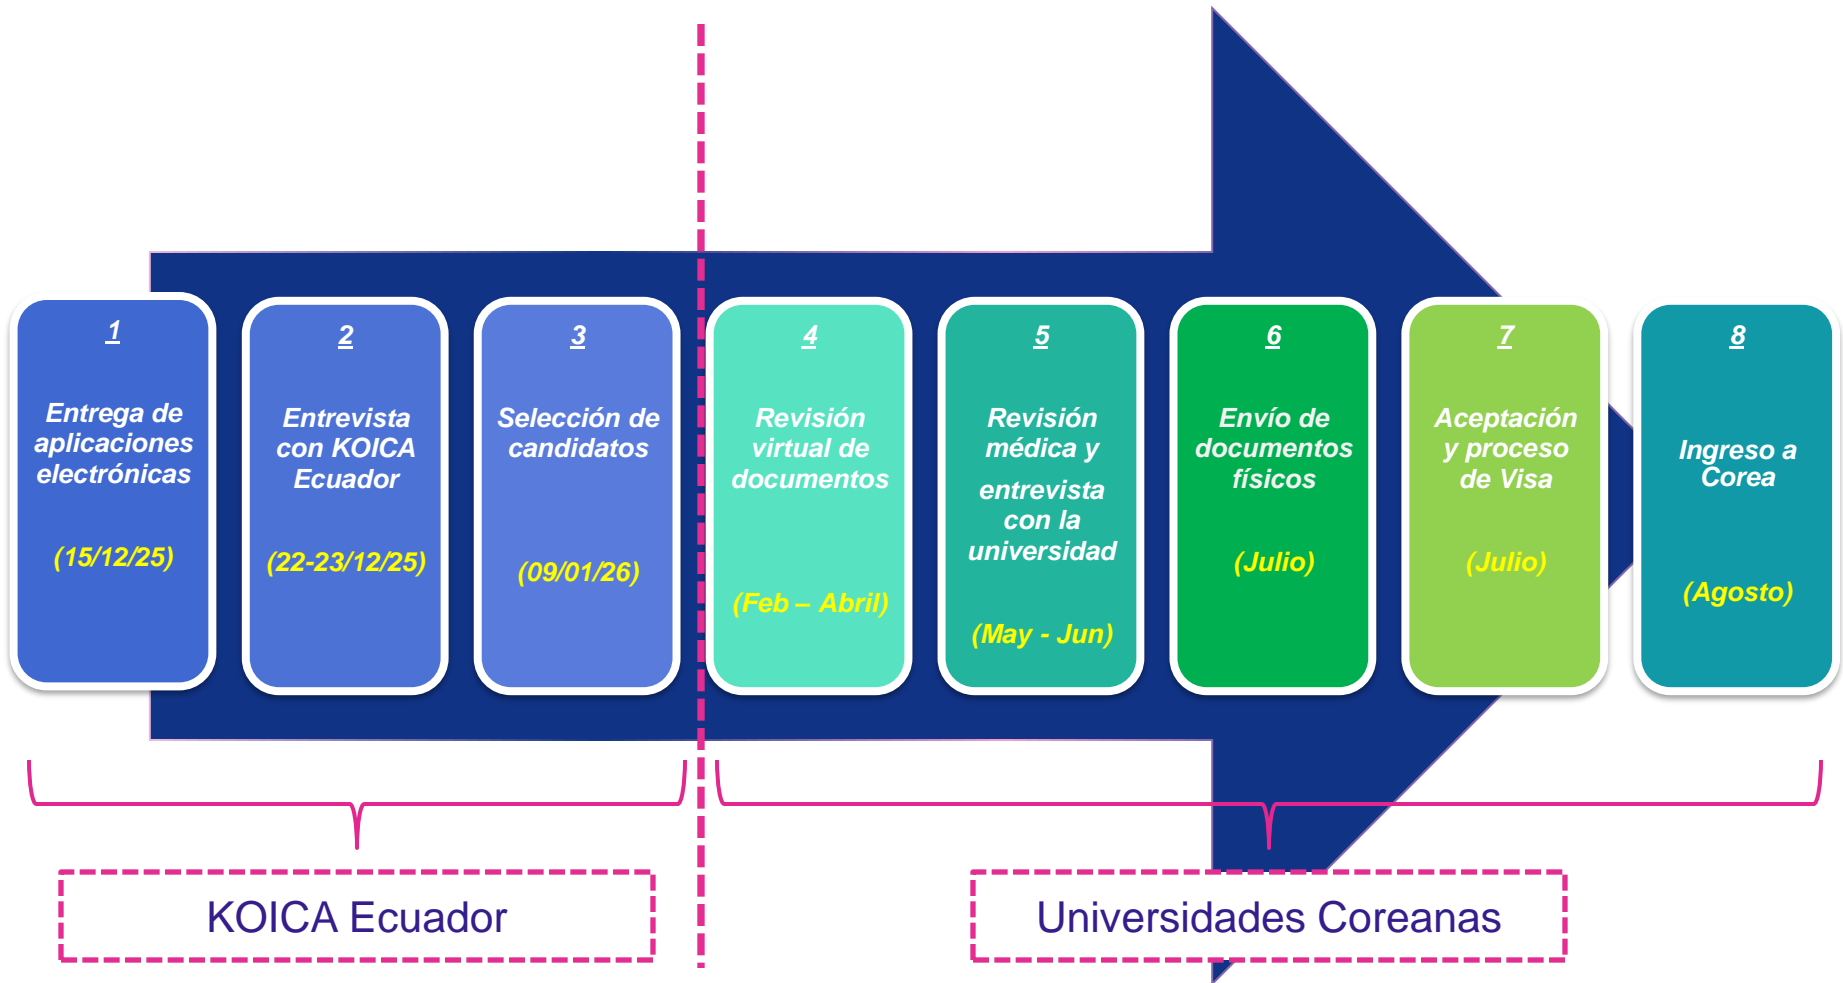 1
Entrega de
aplicaciones
electrónicas
(15/12/25)
2
Entrevista
con KOICA
Ecuador
(22-23/12/25)
3
Selección de
candidatos
(09/01/26)
4
Revisión
virtual de
documentos
(Feb – Abril)
5
Revisión
médica y
entrevista
con la
universidad
(May - Jun)
6
Envío de
documentos
físicos
(Julio)
7
Aceptación
y proceso
de Visa
(Julio)
8
Ingreso a
Corea
(Agosto)
KOICA Ecuador
Universidades Coreanas